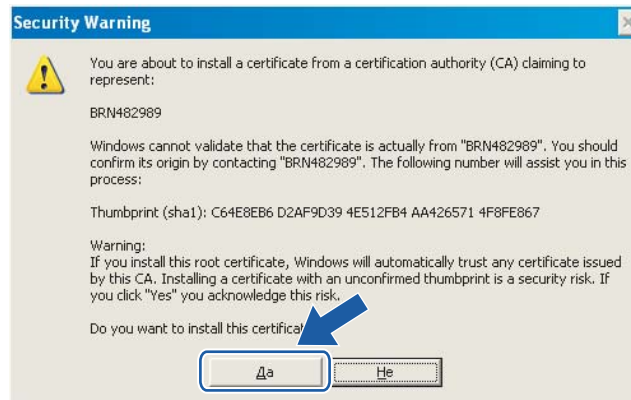 Security Warning
You are about to install a certificate from a certification authority (CA) claiming to
represent:
BRN482989
Windows cannot validate that the certificate is actually from "BRN482989". You should
confirm its origin by contacting "BRN482989". The following number will assist you in this
process:
Thumbprint (sha1): C64E8EB6 D2AF9D39 4E512FB4 AA426571 4F8FE867
Warning:
If you install this root certificate, Windows will automatically trust any certificate issued
by this CA. Installing a certificate with an unconfirmed thumbprint is a security risk. If
you click "Yes" you acknowledge this risk.
Do you want to install this certificat
Да Не